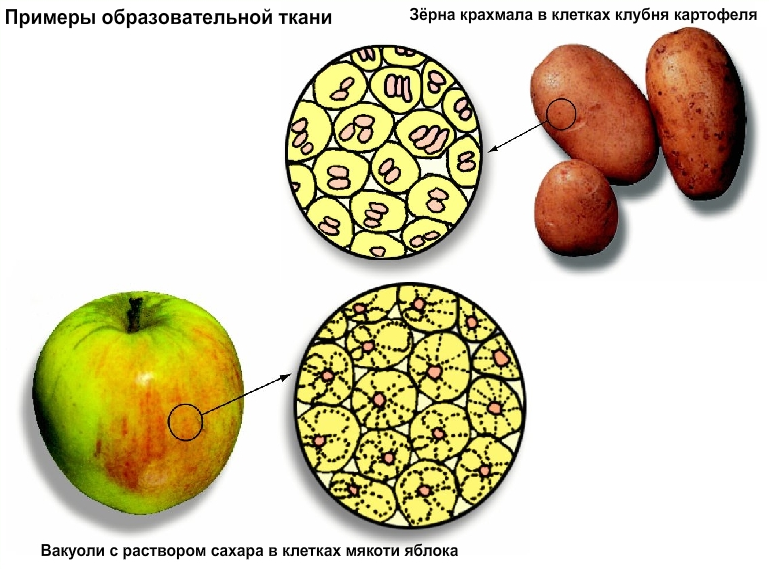 Примеры образовательной ткани
Зёрна крахмала в клетках клубня картофеля
Вакуоли с раствором сахара в клетках мякоти яблока